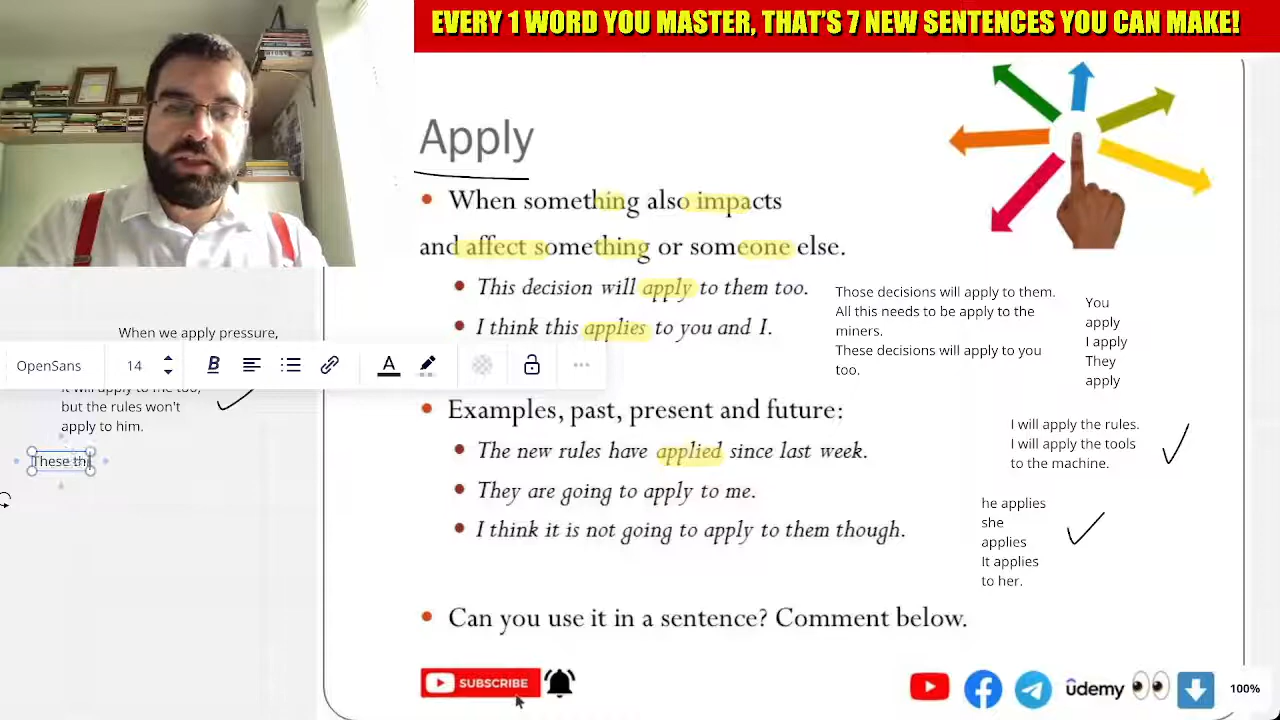 EVERY 1 WORD YOU MASTER, THAT'S 7 NEW SENTENCES YOU CAN MAKE!
Apply
When something also impacts
and affect something or someone else.
This decision will apply to them too.
I think this applies to you and I.
Those decisions will apply to them.
All this needs to be apply to the
miners.
These decisions will apply to you
too.
You
apply
I apply
They
apply
When we apply pressure,
OpenSans
14
B
A
It will apply to me too,
but the rules won't
apply to him.
These th
Examples, past, present and future:
The new rules have applied since last week.
They are going to apply to me.
I think it is not going to apply to them though.
I will apply the rules.
I will apply the tools
to the machine.
he applies
she
applies
It applies
to her.
Can you use it in a sentence? Comment below.
SUBSCRIBE
udemy
100%